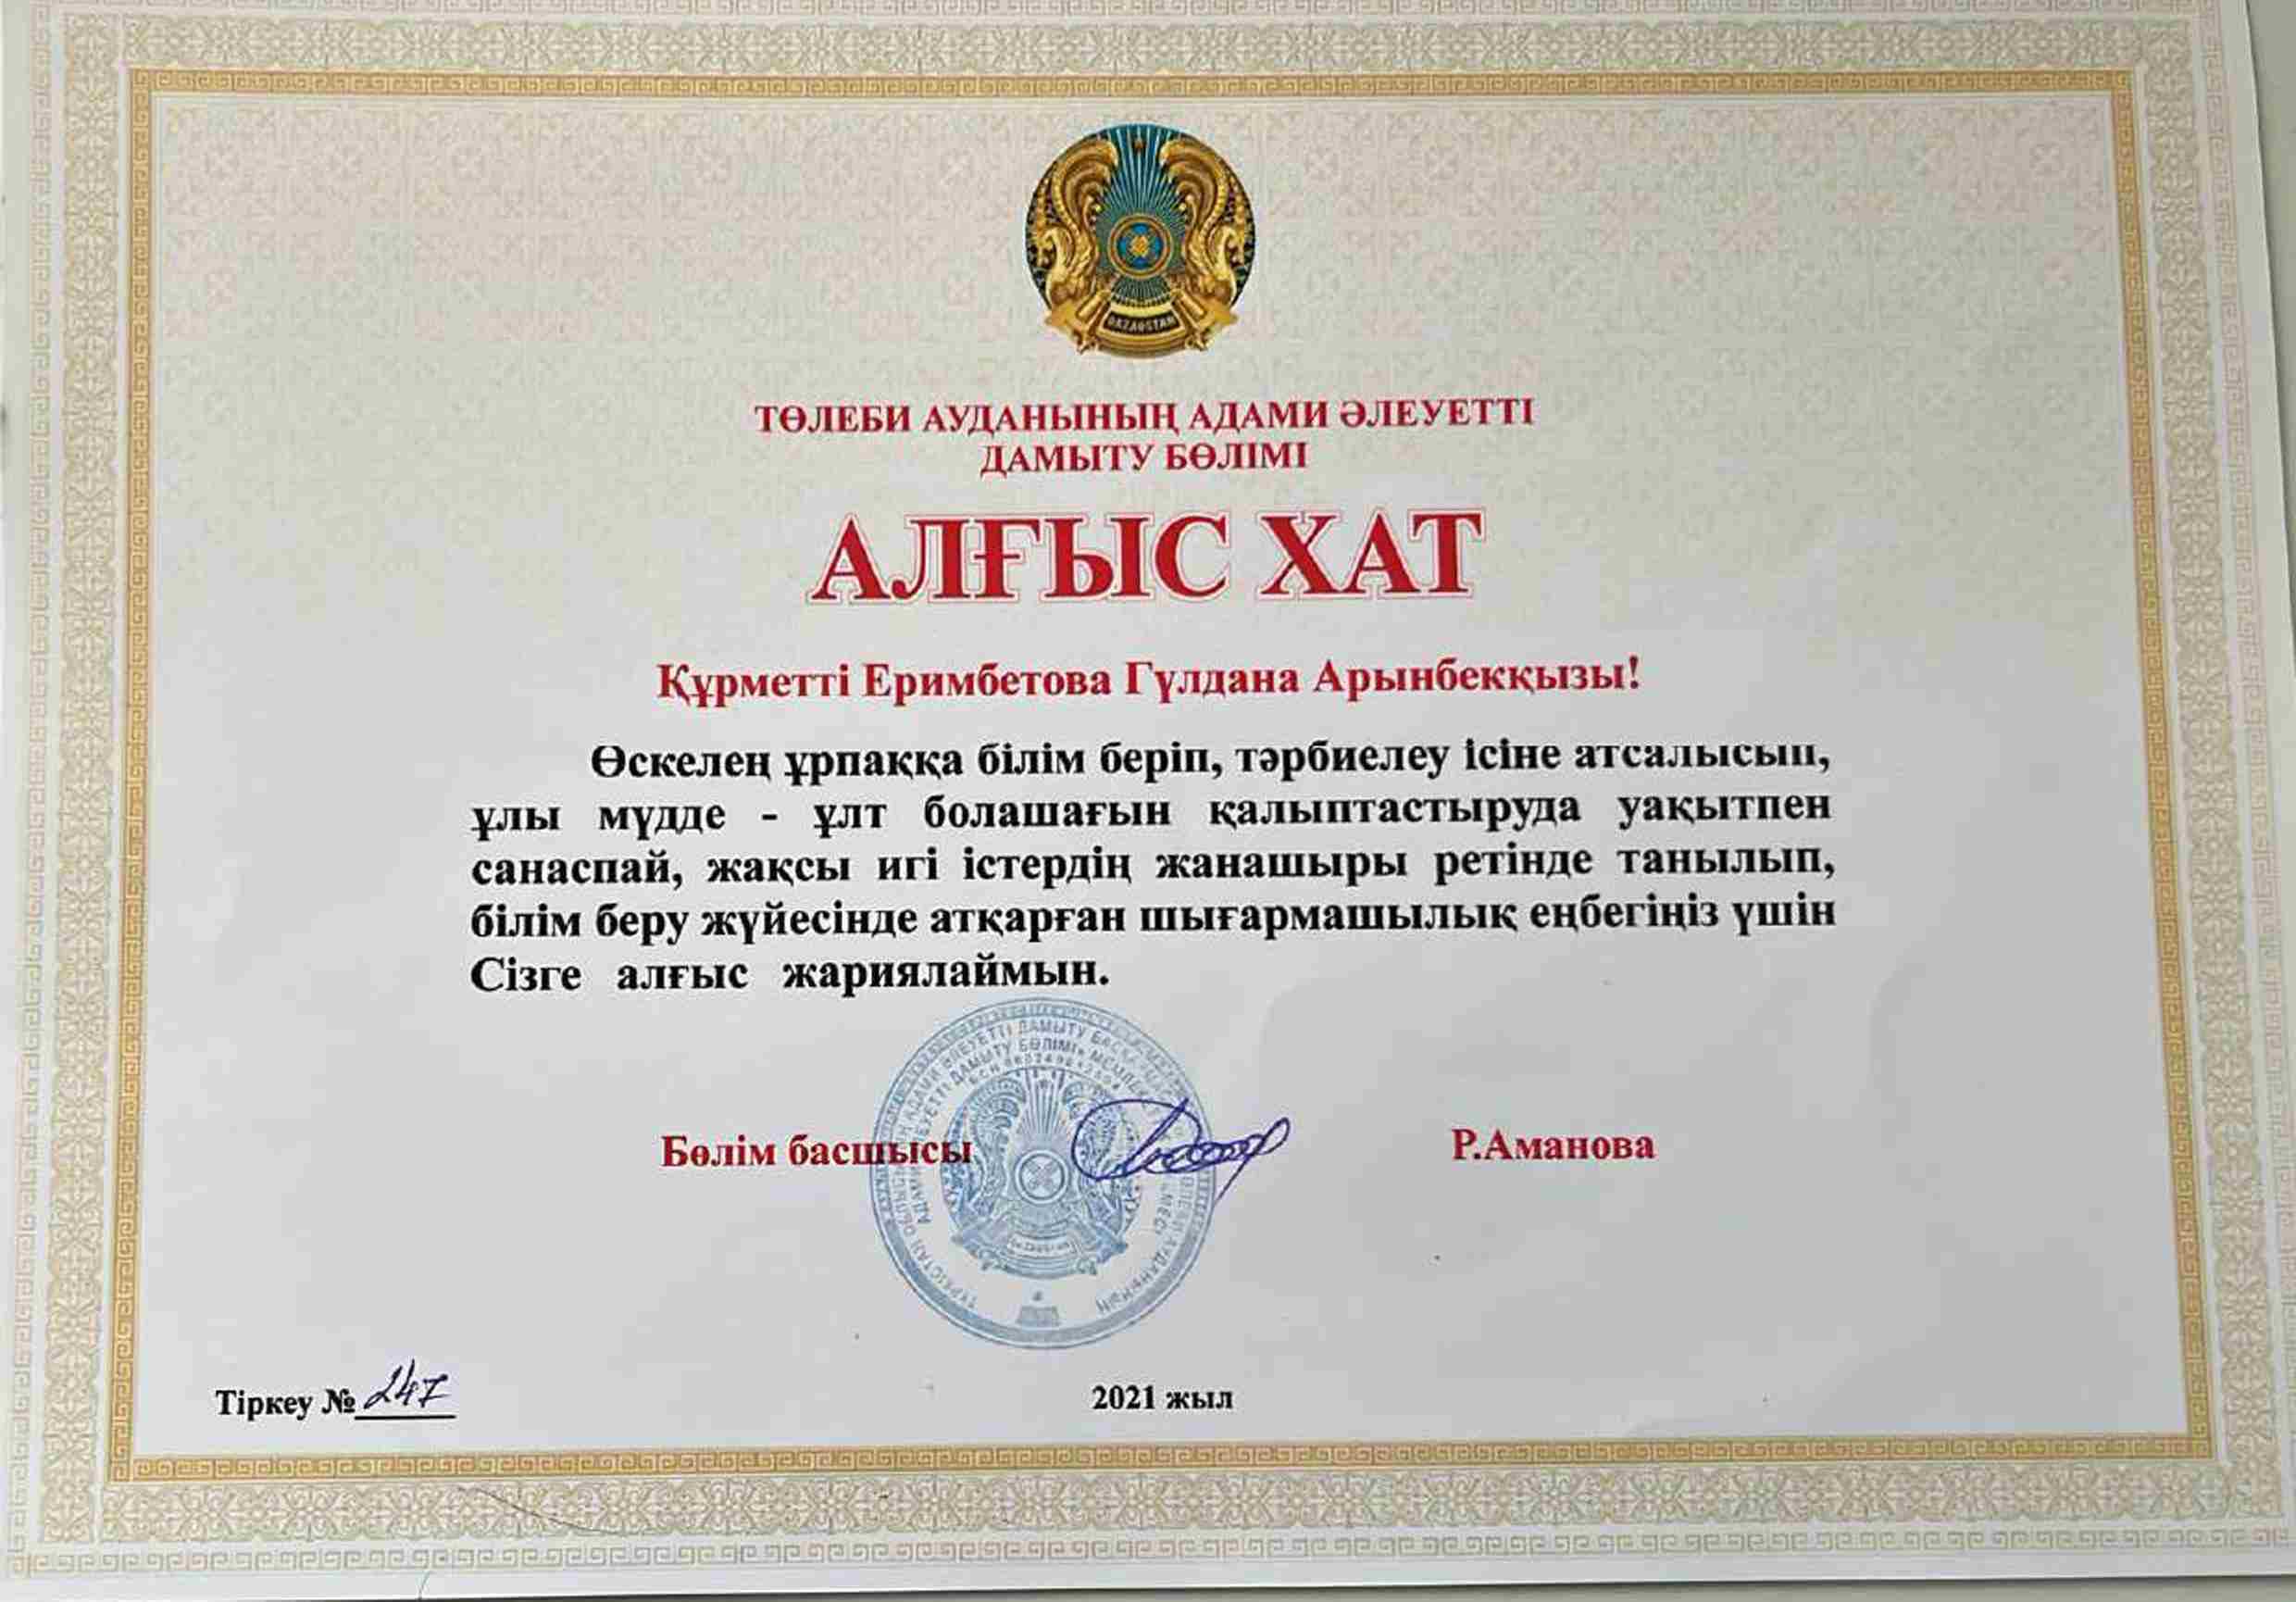 QAZAQSTAN
ТӨЛЕБИ АУДАНЫНЫҢ АДАМИ ӘЛЕУЕТТІ
ДАМЫТУ БӨЛІМІ
АЛҒЫС ХАТ
Құрметті Еримбетова Гүлдана Арынбекқызы!
Өскелең ұрпаққа білім беріп, тәрбиелеу ісіне атсалысып,
ұлы мүдде - ұлт болашағын қалыптастыруда уақытпен
санаспай, жақсы игі істердің жанашыры ретінде танылып,
білім беру жүйесінде атқарған шығармашылық еңбегіңіз үшін
Сізге алғыс жариялаймын.
Бөлім басшысы Р.Аманова
Тіркеу № 247
2021 жыл